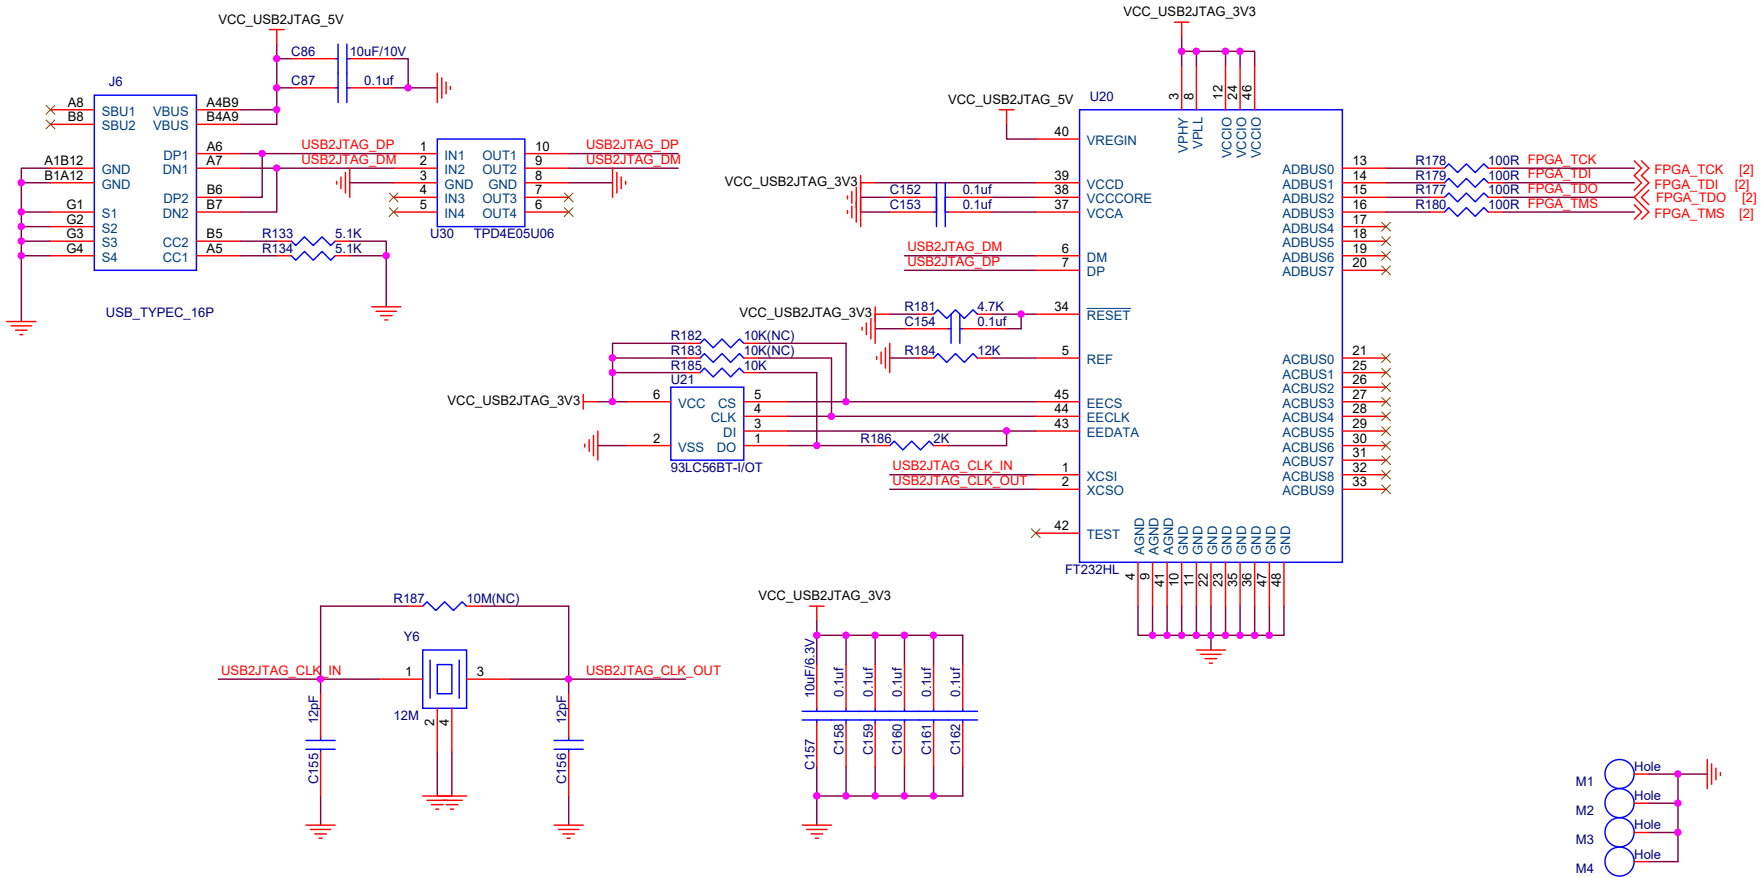 VCC_USB2JTAG_5V
C86 10uF/10V
C87 0.1uf
J6
A8 SBU1 VBUS A4B9
B8 SBU2 VBUS B4A9
DP1 A6 USB2JTAG_DP
A1B12 GND DN1 A7 USB2JTAG_DM
B1A12 GND
DP2 B6
G1 S1 DN2 B7
G2 S2
G3 S3 CC2 B5 R133 5.1K
G4 S4 CC1 A5 R134 5.1K
USB_TYPEC_16P
1 IN1 OUT1 10 USB2JTAG_DP
2 IN2 OUT2 9 USB2JTAG_DM
3 GND GND 8
4 IN3 OUT3 7
5 IN4 OUT4 6
U30 TPD4E05U06
VCC_USB2JTAG_3V3
U20
3 8 12 24 46
VPHY VPLL VCCIO VCCIO VCCIO
VCC_USB2JTAG_5V
40 VREGIN
VCC_USB2JTAG_3V3
39 VCCD
C152 0.1uf 38 VCCCORE
C153 0.1uf 37 VCCA
USB2JTAG_DM 6 DM
USB2JTAG_DP 7 DP
VCC_USB2JTAG_3V3 R181 4.7K 34 RESET
C154 0.1uf
R184 12K 5 REF
R182 10K(NC)
R183 10K(NC)
R185 10K
U21
VCC_USB2JTAG_3V3 6 VCC CS 5 45 EECS
CLK 4 44 EECLK
DI 3 43 EEDATA
2 VSS DO 1 R186 2K
93LC56BT-I/OT
USB2JTAG_CLK_IN 1 XCSI
USB2JTAG_CLK_OUT 2 XCSO
42 TEST
FT232HL
AGND AGND AGND GND GND GND GND GND GND GND GND
4 9 41 10 11 22 23 35 36 47 48
ADBUS0 13 R178 100R FPGA_TCK FPGA_TCK [2]
ADBUS1 14 R179 100R FPGA_TDI FPGA_TDI [2]
ADBUS2 15 R177 100R FPGA_TDO FPGA_TDO [2]
ADBUS3 16 R180 100R FPGA_TMS FPGA_TMS [2]
ADBUS4 17
ADBUS5 18
ADBUS6 19
ADBUS7 20
ACBUS0 21
ACBUS1 25
ACBUS2 26
ACBUS3 27
ACBUS4 28
ACBUS5 29
ACBUS6 30
ACBUS7 31
ACBUS8 32
ACBUS9 33
R187 10M(NC)
Y6
USB2JTAG_CLK_IN 1 3 USB2JTAG_CLK_OUT
12M 2 4
12pF 12pF
C155 C156
VCC_USB2JTAG_3V3
10uF/6.3V 0.1uf 0.1uf 0.1uf 0.1uf 0.1uf
C157 C158 C159 C160 C161 C162
M1 Hole
M2 Hole
M3 Hole
M4 Hole